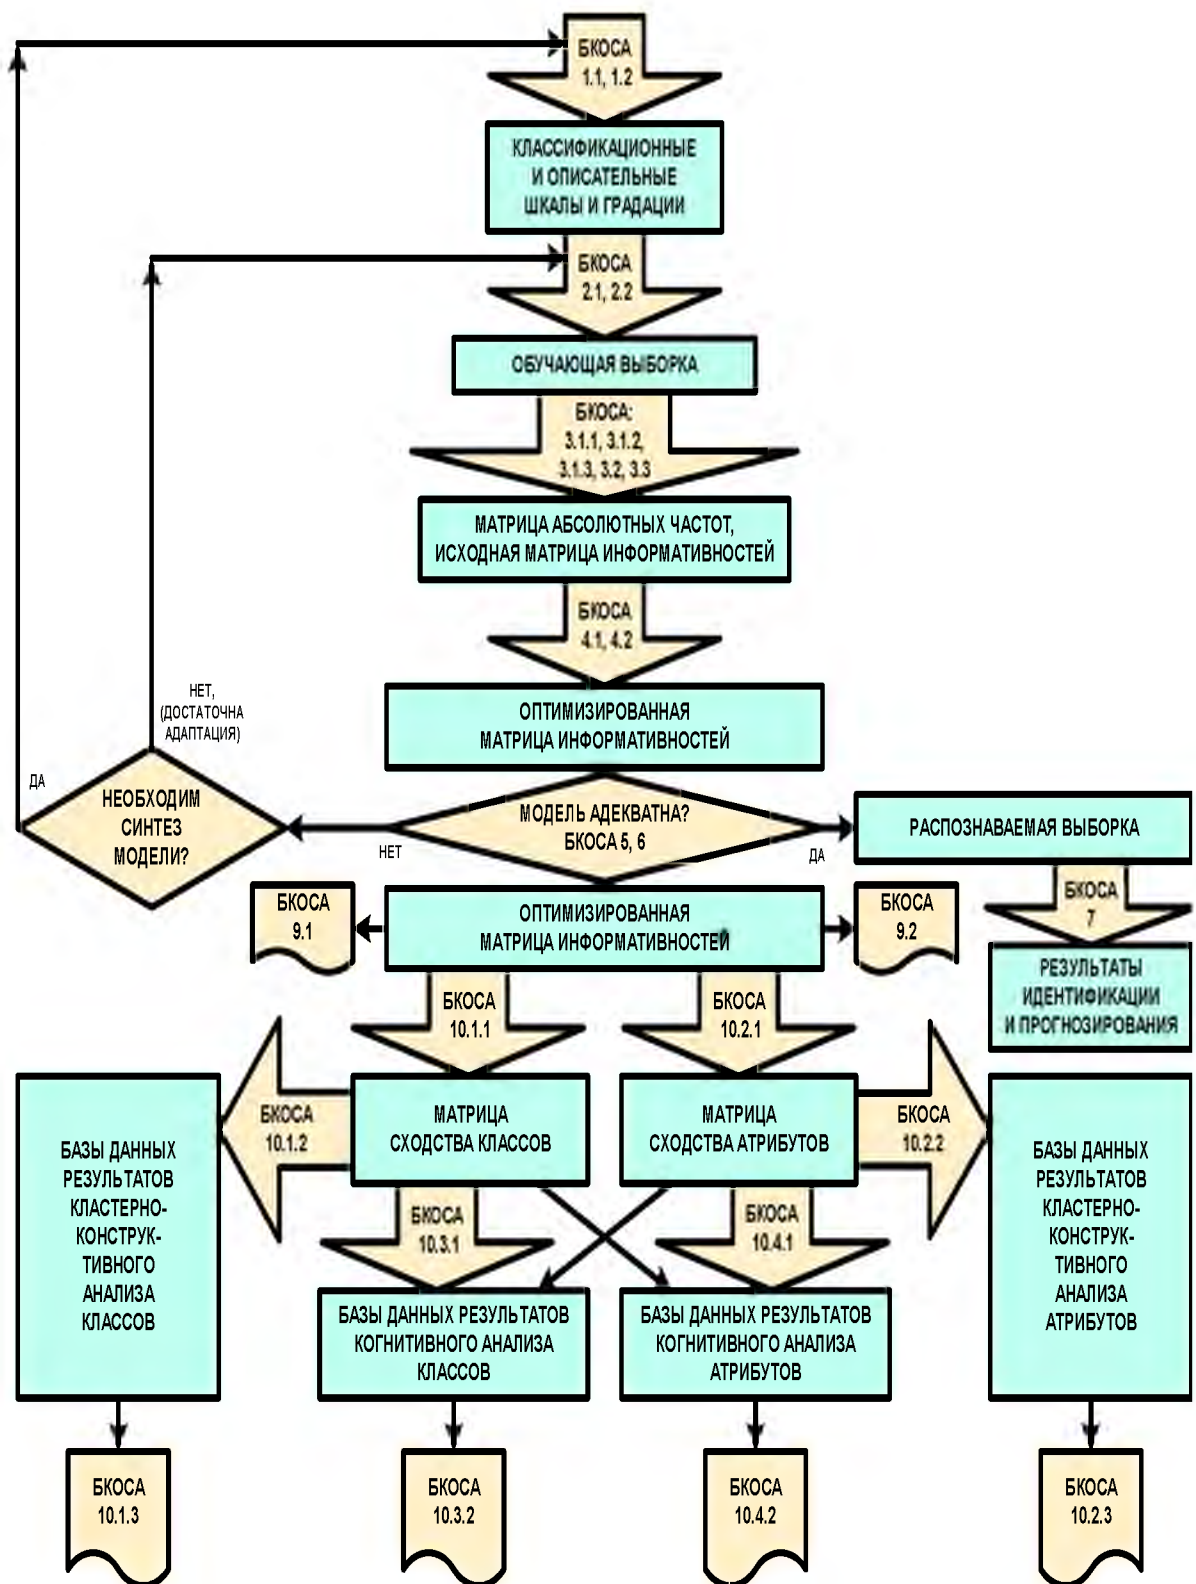 БКОСА
1.1, 1.2
КЛАССИФИКАЦИОННЫЕ
И ОПИСАТЕЛЬНЫЕ
ШКАЛЫ И ГРАДАЦИИ
БКОСА
2.1, 2.2
ОБУЧАЮЩАЯ ВЫБОРКА
БКОСА:
3.1.1, 3.1.2,
3.1.3, 3.2, 3.3
МАТРИЦА АБСОЛЮТНЫХ ЧАСТОТ,
ИСХОДНАЯ МАТРИЦА ИНФОРМАТИВНОСТЕЙ
БКОСА
4.1, 4.2
ОПТИМИЗИРОВАННАЯ
МАТРИЦА ИНФОРМАТИВНОСТЕЙ
НЕТ,
(ДОСТАТОЧНА
АДАПТАЦИЯ)
ДА
НЕОБХОДИМ
СИНТЕЗ
МОДЕЛИ?
НЕТ
МОДЕЛЬ АДЕКВАТНА?
БКОСА 5, 6
ДА
РАСПОЗНАВАЕМАЯ ВЫБОРКА
БКОСА
7
РЕЗУЛЬТАТЫ
ИДЕНТИФИКАЦИИ
И ПРОГНОЗИРОВАНИЯ
БКОСА
9.1
ОПТИМИЗИРОВАННАЯ
МАТРИЦА ИНФОРМАТИВНОСТЕЙ
БКОСА
9.2
БКОСА
10.1.1
БКОСА
10.2.1
БАЗЫ ДАННЫХ
РЕЗУЛЬТАТОВ
КЛАСТЕРНО-
КОНСТРУК-
ТИВНОГО
АНАЛИЗА
КЛАССОВ
БКОСА
10.1.2
МАТРИЦА
СХОДСТВА КЛАССОВ
МАТРИЦА
СХОДСТВА АТРИБУТОВ
БКОСА
10.2.2
БАЗЫ ДАННЫХ
РЕЗУЛЬТАТОВ
КЛАСТЕРНО-
КОНСТРУК-
ТИВНОГО
АНАЛИЗА
АТРИБУТОВ
БКОСА
10.3.1
БКОСА
10.4.1
БАЗЫ ДАННЫХ РЕЗУЛЬТАТОВ
КОГНИТИВНОГО АНАЛИЗА
КЛАССОВ
БАЗЫ ДАННЫХ РЕЗУЛЬТАТОВ
КОГНИТИВНОГО АНАЛИЗА
АТРИБУТОВ
БКОСА
10.1.3
БКОСА
10.3.2
БКОСА
10.4.2
БКОСА
10.2.3